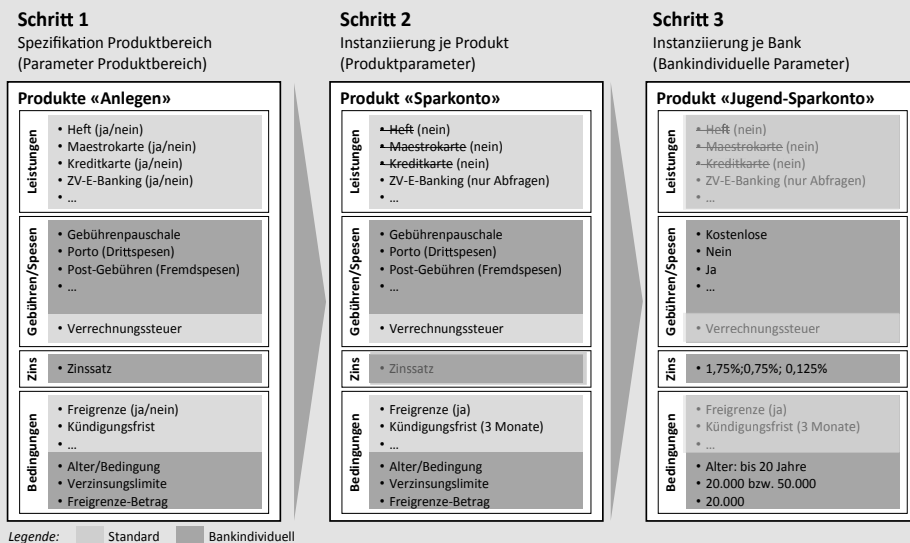 Schritt 1
Spezifikation Produktbereich
(Parameter Produktbereich)
Produkte «Anlegen»
Leistungen
• Heft (ja/nein)
• Maestrokarte (ja/nein)
• Kreditkarte (ja/nein)
• ZV-E-Banking (ja/nein)
• ...
Gebühren/Spesen
• Gebührenpauschale
• Porto (Drittspesen)
• Post-Gebühren (Fremdspesen)
• ...
• Verrechnungssteuer
Zins
• Zinssatz
Bedingungen
• Freigrenze (ja/nein)
• Kündigungsfrist
• ...
• Alter/Bedingung
• Verzinsungslimite
• Freigrenze-Betrag
Schritt 2
Instanziierung je Produkt
(Produktparameter)
Produkt «Sparkonto»
Leistungen
• Heft (nein)
• Maestrokarte (nein)
• Kreditkarte (nein)
• ZV-E-Banking (nur Abfragen)
• ...
Gebühren/Spesen
• Gebührenpauschale
• Porto (Drittspesen)
• Post-Gebühren (Fremdspesen)
• ...
• Verrechnungssteuer
Zins
• Zinssatz
Bedingungen
• Freigrenze (ja)
• Kündigungsfrist (3 Monate)
• ...
• Alter/Bedingung
• Verzinsungslimite
• Freigrenze-Betrag
Schritt 3
Instanziierung je Bank
(Bankindividuelle Parameter)
Produkt «Jugend-Sparkonto»
Leistungen
• Heft (nein)
• Maestrokarte (nein)
• Kreditkarte (nein)
• ZV-E-Banking (nur Abfragen)
• ...
Gebühren/Spesen
• Kostenlose
• Nein
• Ja
• ...
• Verrechnungssteuer
Zins
• 1,75%;0,75%; 0,125%
Bedingungen
• Freigrenze (ja)
• Kündigungsfrist (3 Monate)
• ...
• Alter: bis 20 Jahre
• 20.000 bzw. 50.000
• 20.000
Legende: Standard Bankindividuell